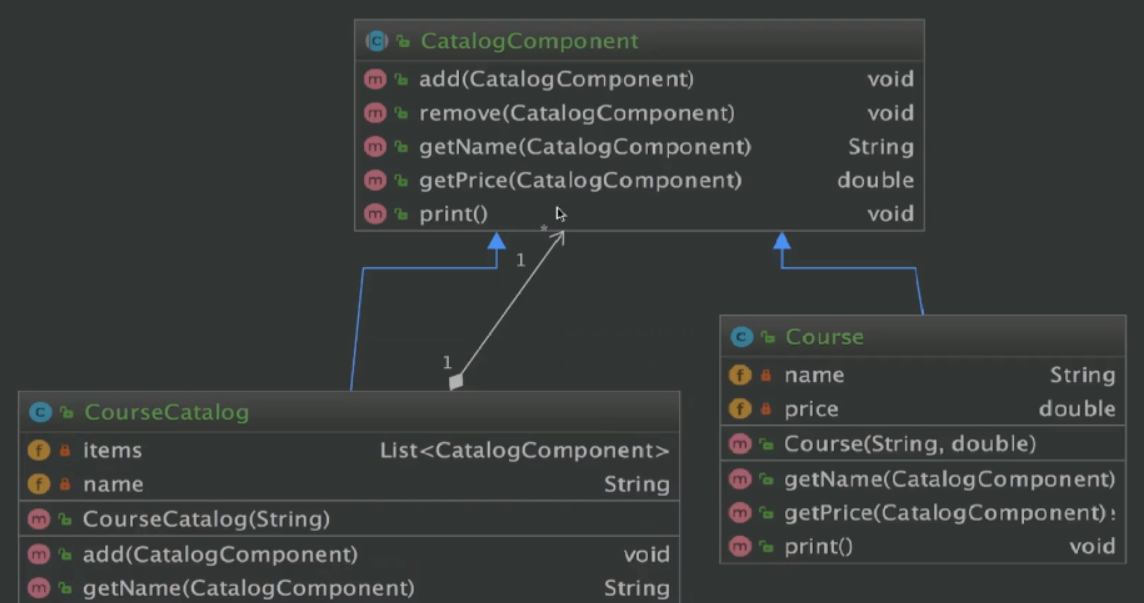 CatalogComponent
add(CatalogComponent) void
remove(CatalogComponent) void
getName(CatalogComponent) String
getPrice(CatalogComponent) double
print() void
*
1
1
Course
name String
price double
Course(String, double)
getName(CatalogComponent)
getPrice(CatalogComponent)
print() void
CourseCatalog
items List<CatalogComponent>
name String
CourseCatalog(String)
add(CatalogComponent) void
getName(CatalogComponent) String